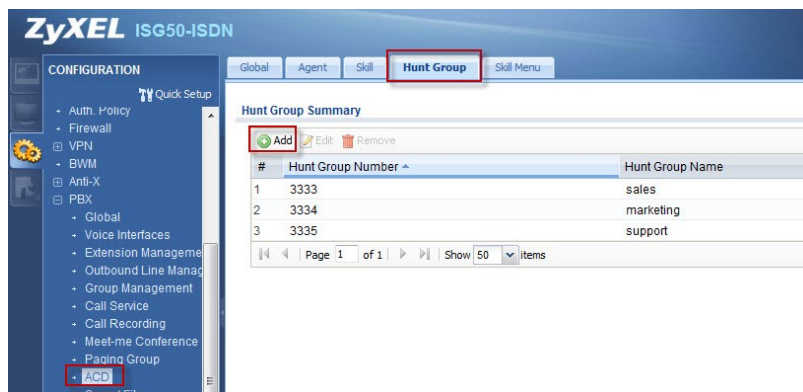 ZyXEL ISG50-ISDN
CONFIGURATION
Quick Setup
Auth. Policy
Firewall
VPN
BWM
Anti-X
PBX
Global
Voice Interfaces
Extension Manageme
Outbound Line Manag
Group Management
Call Service
Call Recording
Meet-me Conference
Paging Group
ACD
Global Agent Skill Hunt Group Skill Menu
Hunt Group Summary
Add Edit Remove
# Hunt Group Number Hunt Group Name
1 3333 sales
2 3334 marketing
3 3335 support
Page 1 of 1 Show 50 items